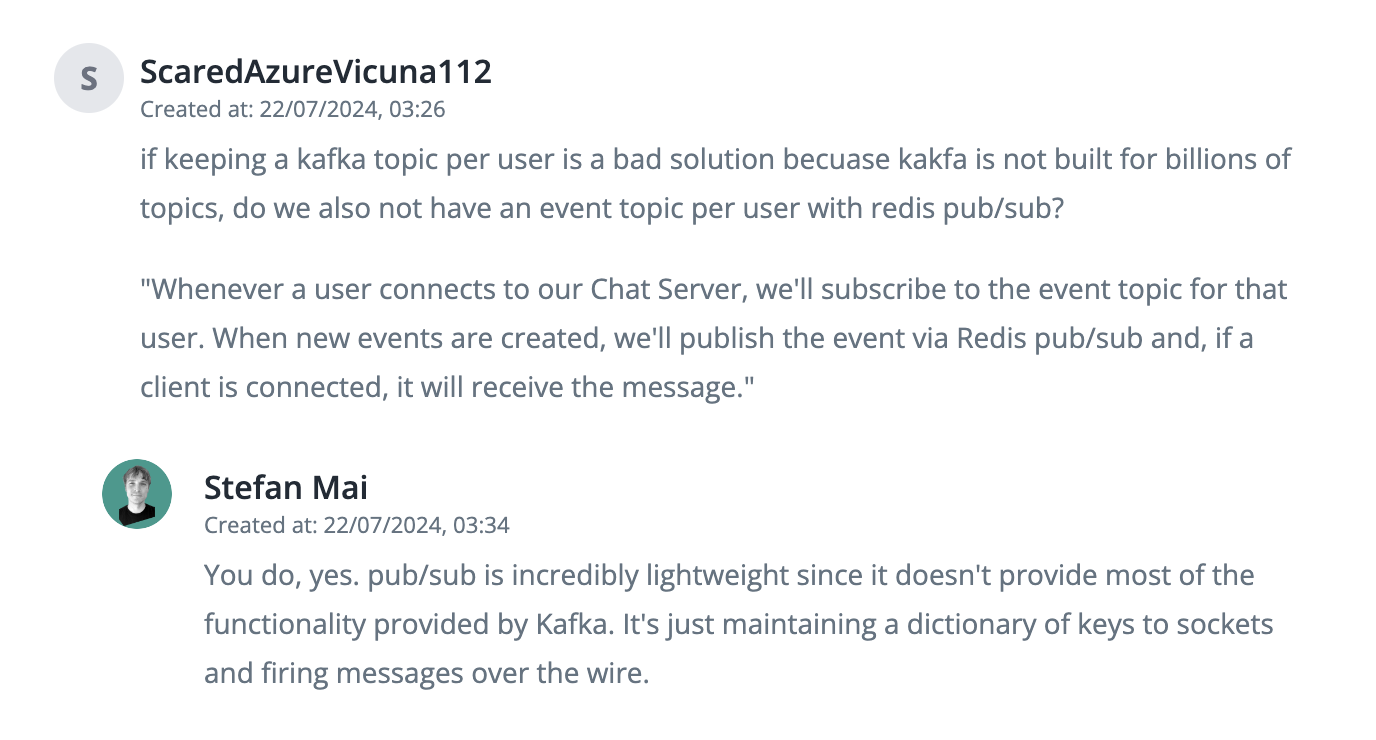 S
ScaredAzureVicuna112
Created at: 22/07/2024, 03:26
if keeping a kafka topic per user is a bad solution becuase kakfa is not built for billions of
topics, do we also not have an event topic per user with redis pub/sub?
"Whenever a user connects to our Chat Server, we'll subscribe to the event topic for that
user. When new events are created, we'll publish the event via Redis pub/sub and, if a
client is connected, it will receive the message."
Stefan Mai
Created at: 22/07/2024, 03:34
You do, yes. pub/sub is incredibly lightweight since it doesn't provide most of the
functionality provided by Kafka. It's just maintaining a dictionary of keys to sockets
and firing messages over the wire.